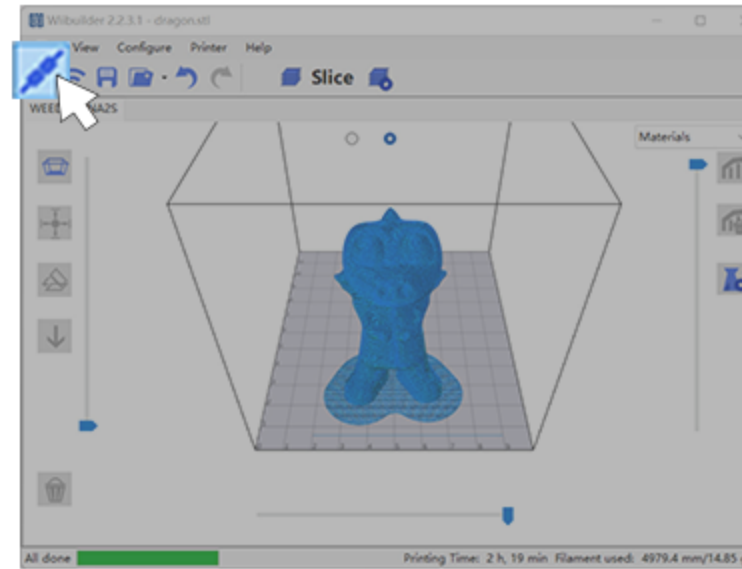 Wiibuilder 2.2.3.1 - dragon.stl
View Configure Printer Help
Slice
Materials
All done Printing Time: 2 h, 19 min Filament used: 4979.4 mm/14.85